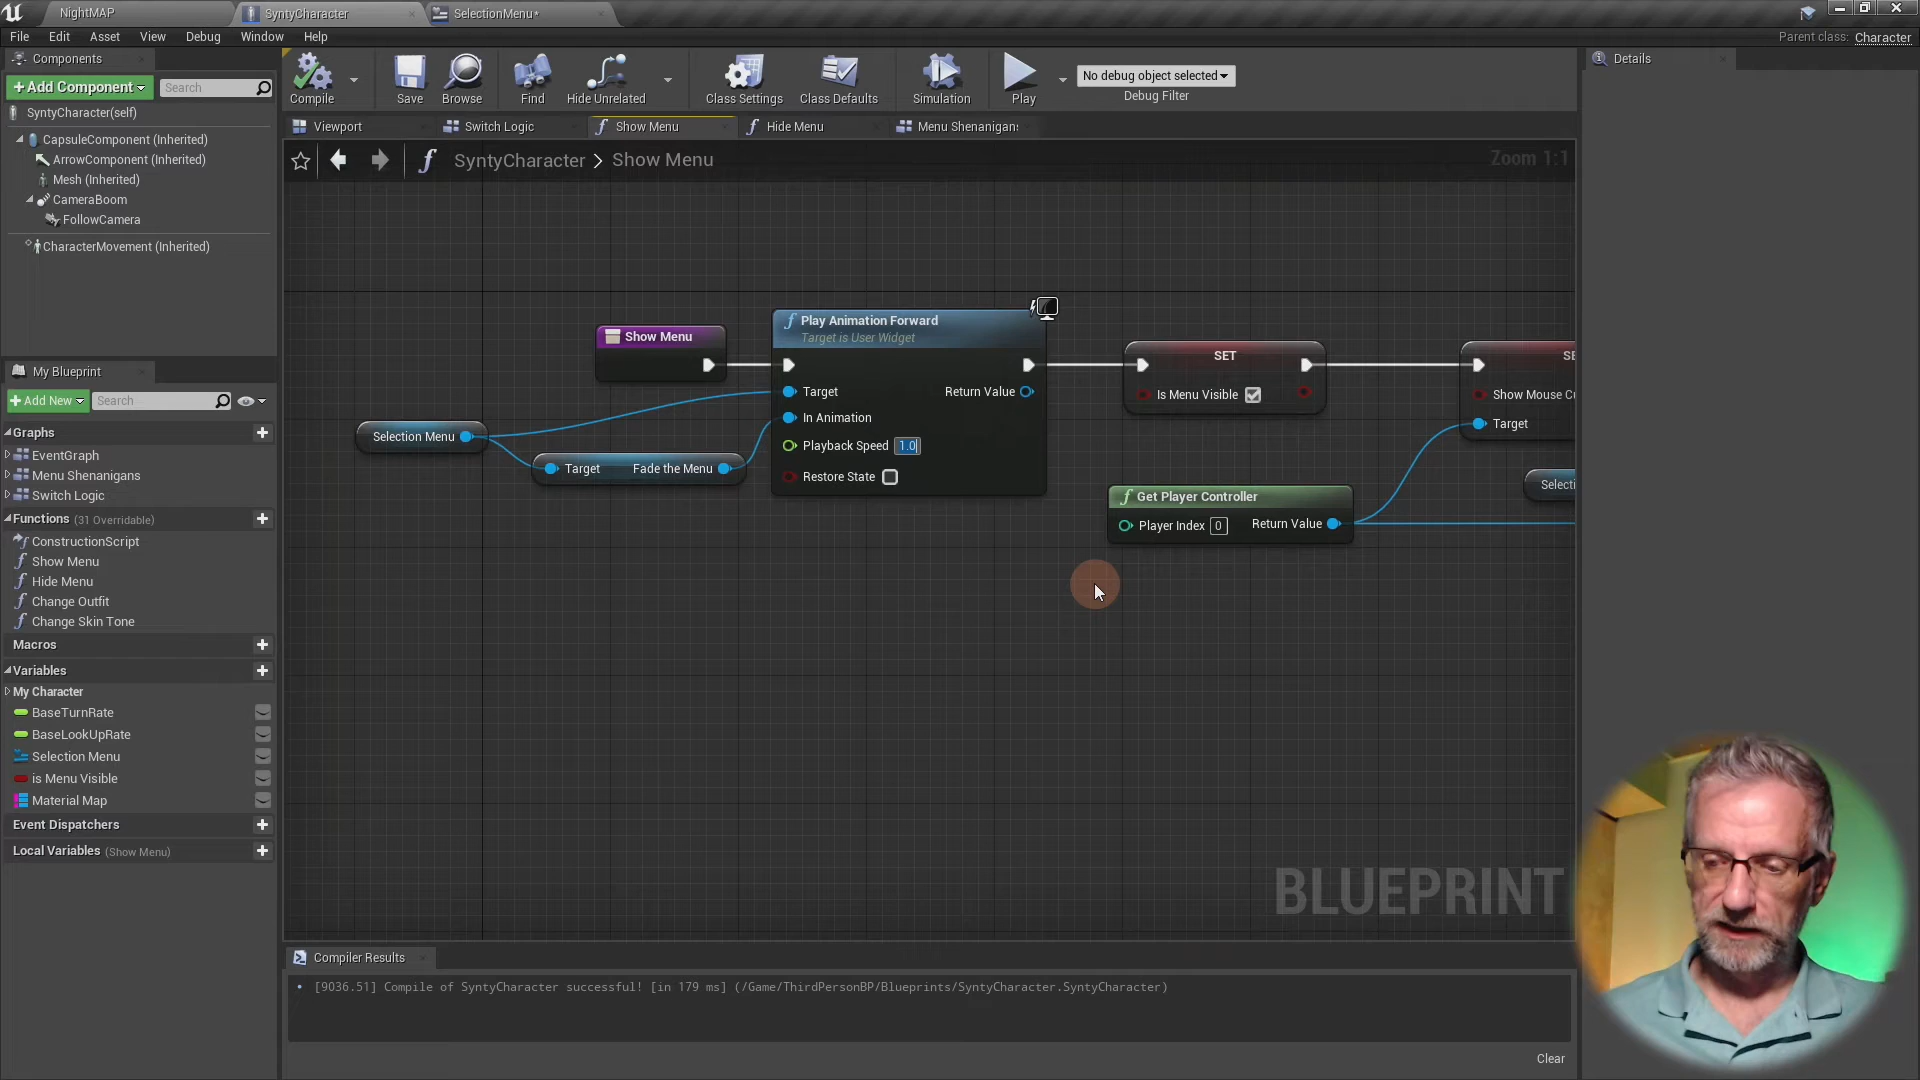 NightMAP
SyntyCharacter
SelectionMenu*
File Edit Asset View Debug Window Help
Parent class: Character
Components
+Add Component
Search
SyntyCharacter(self)
CapsuleComponent (Inherited)
ArrowComponent (Inherited)
Mesh (Inherited)
CameraBoom
FollowCamera
CharacterMovement (Inherited)
My Blueprint
+Add New
Search
Graphs
EventGraph
Menu Shenanigans
Switch Logic
Functions (31 Overridable)
ConstructionScript
Show Menu
Hide Menu
Change Outfit
Change Skin Tone
Macros
Variables
My Character
BaseTurnRate
BaseLookUpRate
Selection Menu
is Menu Visible
Material Map
Event Dispatchers
Local Variables (Show Menu)
Compile
Save
Browse
Find
Hide Unrelated
Class Settings
Class Defaults
Simulation
Play
No debug object selected
Debug Filter
Viewport
Switch Logic
Show Menu
Hide Menu
Menu Shenanigans
SyntyCharacter > Show Menu
Zoom 1:1
Show Menu
Play Animation Forward
Target is User Widget
Target
Return Value
In Animation
Playback Speed 1.0
Restore State
Selection Menu
Target Fade the Menu
SET
Is Menu Visible
Get Player Controller
Player Index 0
Return Value
SE
Show Mouse Cu
Target
Selecti
BLUEPRINT
Compiler Results
[9036.51] Compile of SyntyCharacter successful! [in 179 ms] (/Game/ThirdPersonBP/Blueprints/SyntyCharacter.SyntyCharacter)
Clear
Details